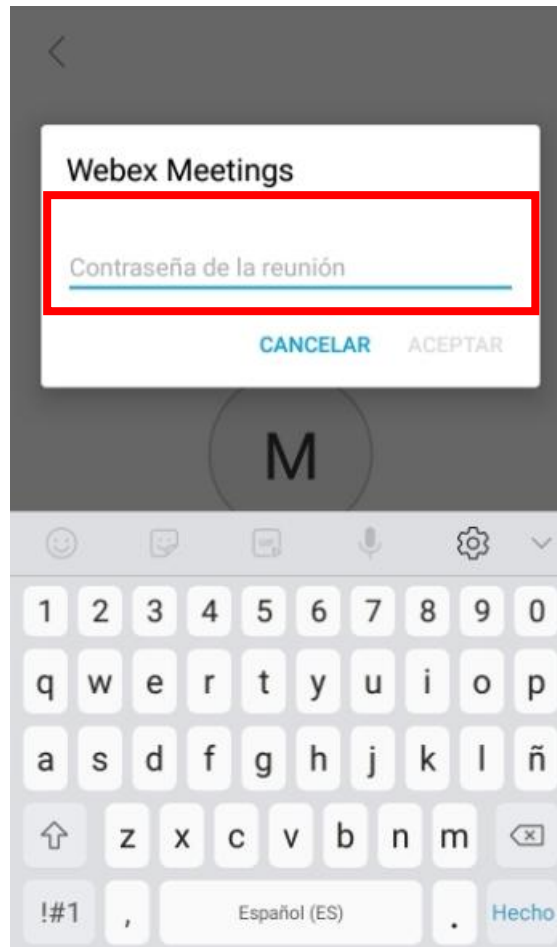 Webex Meetings
Contraseña de la reunión
CANCELAR ACEPTAR
M
1 2 3 4 5 6 7 8 9 0
q w e r t y u i o p
a s d f g h j k l ñ
z x c v b n m
!#1 , Español (ES) . Hecho